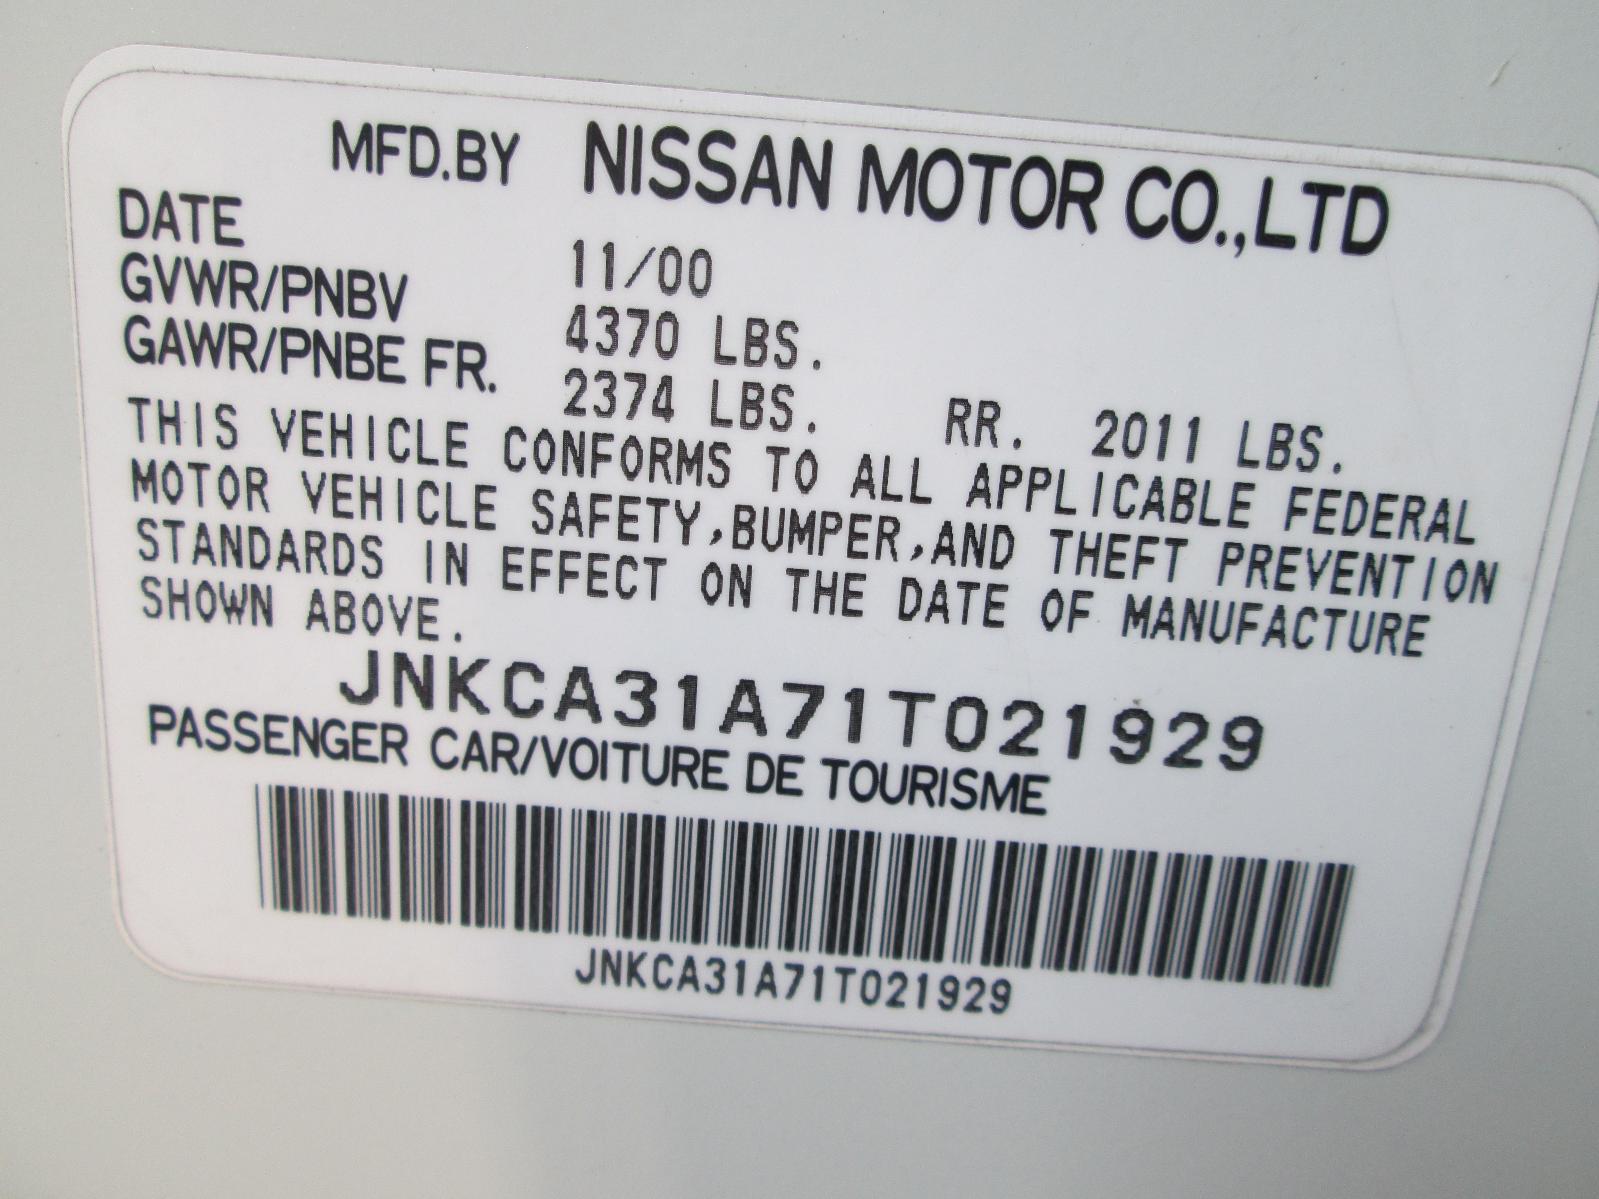 MFD.BY NISSAN MOTOR CO.,LTD
DATE 11/00
GVWR/PNBV 4370 LBS.
GAWR/PNBE FR. 2374 LBS. RR. 2011 LBS.
THIS VEHICLE CONFORMS TO ALL APPLICABLE FEDERAL
MOTOR VEHICLE SAFETY,BUMPER,AND THEFT PREVENTION
STANDARDS IN EFFECT ON THE DATE OF MANUFACTURE
SHOWN ABOVE.
JNKCA31A71T021929
PASSENGER CAR/VOITURE DE TOURISME
JNKCA31A71T021929